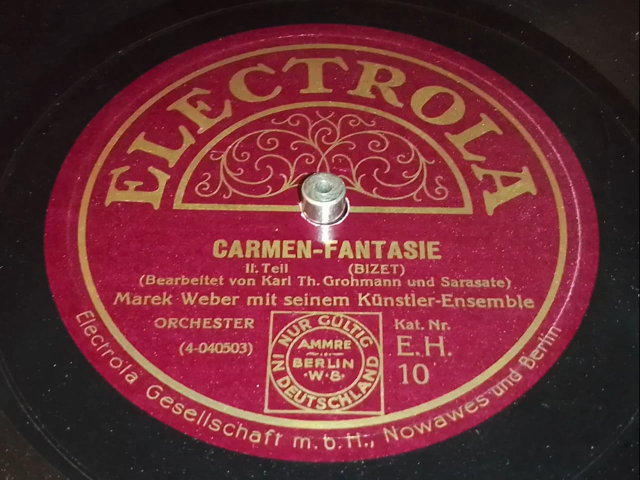 ELECTROLA
CARMEN-FANTASIE
II. Teil (BIZET)
(Bearbeitet von Karl Th. Grohmann und Sarasate)
Marek Weber mit seinem Künstler-Ensemble
ORCHESTER
(4-040503)
NUR GÜLTIG
AMMRE
BERLIN
·W·8·
IN DEUTSCHLAND
Kat. Nr.
E.H.
10
Electrola Gesellschaft m.b.H., Nowawes und Berlin